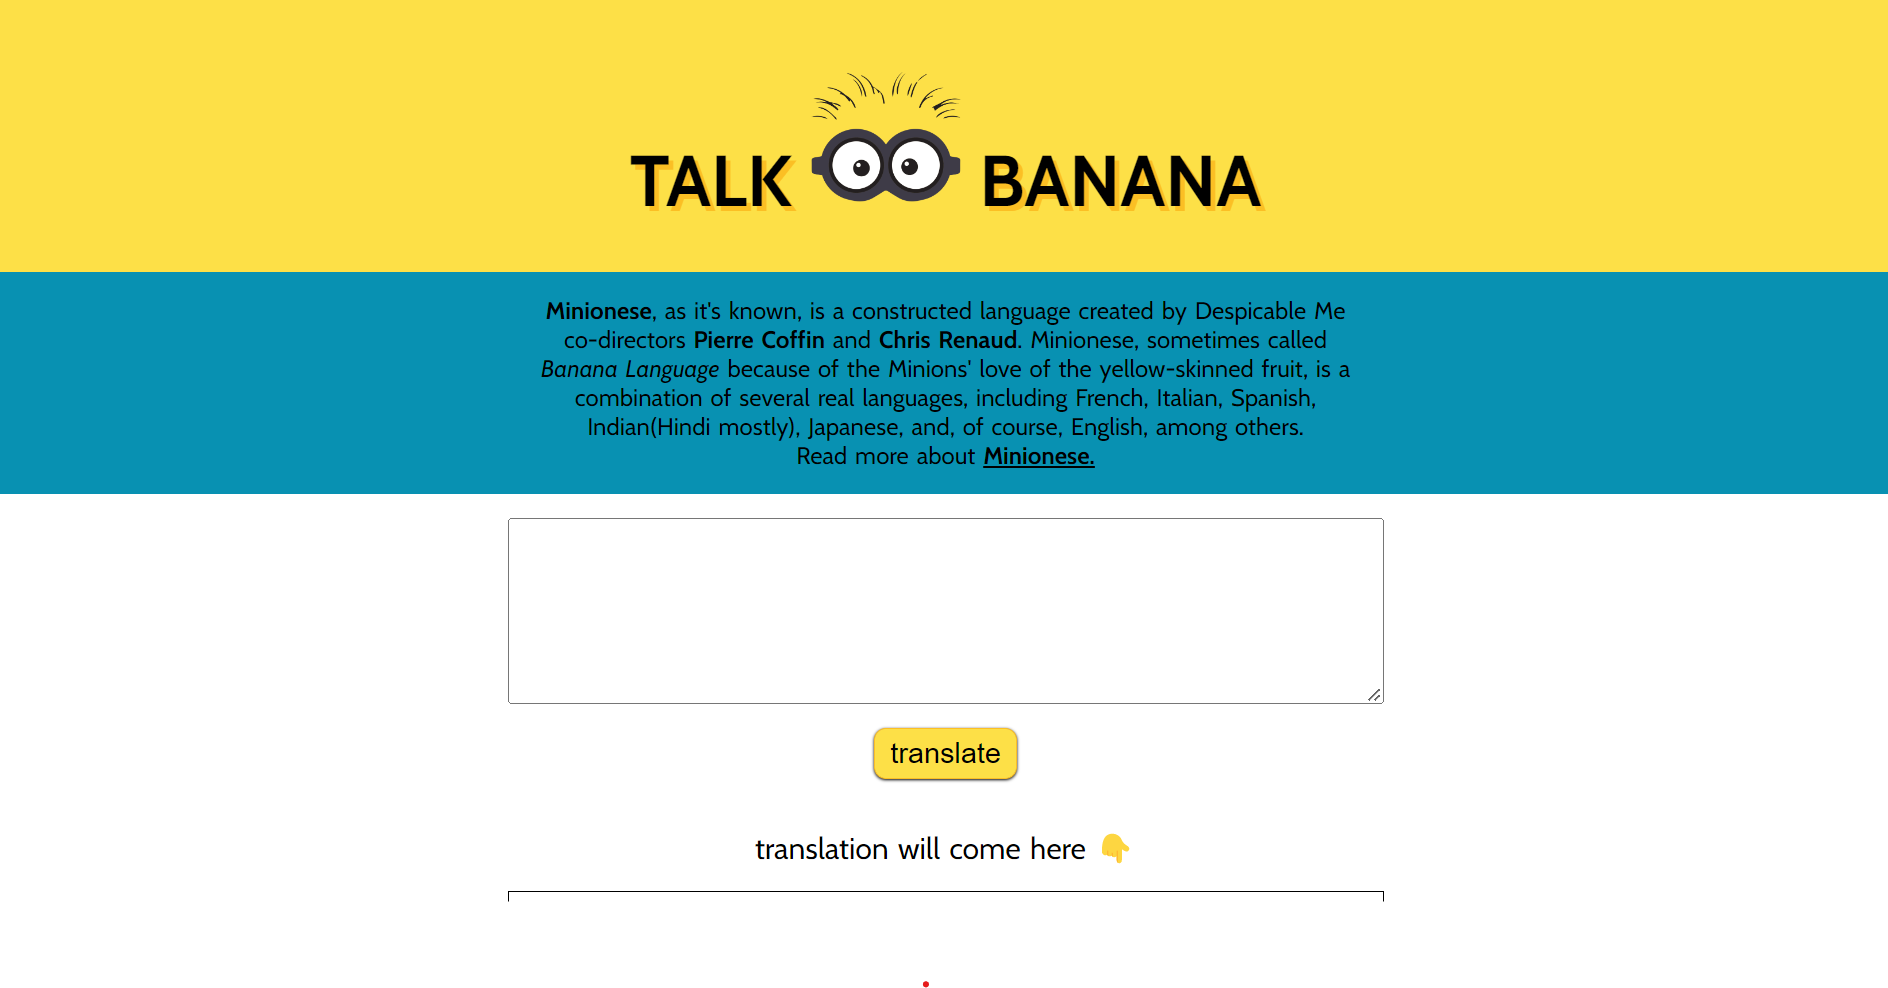 TALK BANANA
Minionese, as it's known, is a constructed language created by Despicable Me
co-directors Pierre Coffin and Chris Renaud. Minionese, sometimes called
Banana Language because of the Minions' love of the yellow-skinned fruit, is a
combination of several real languages, including French, Italian, Spanish,
Indian(Hindi mostly), Japanese, and, of course, English, among others.
Read more about Minionese.
translate
translation will come here 👇